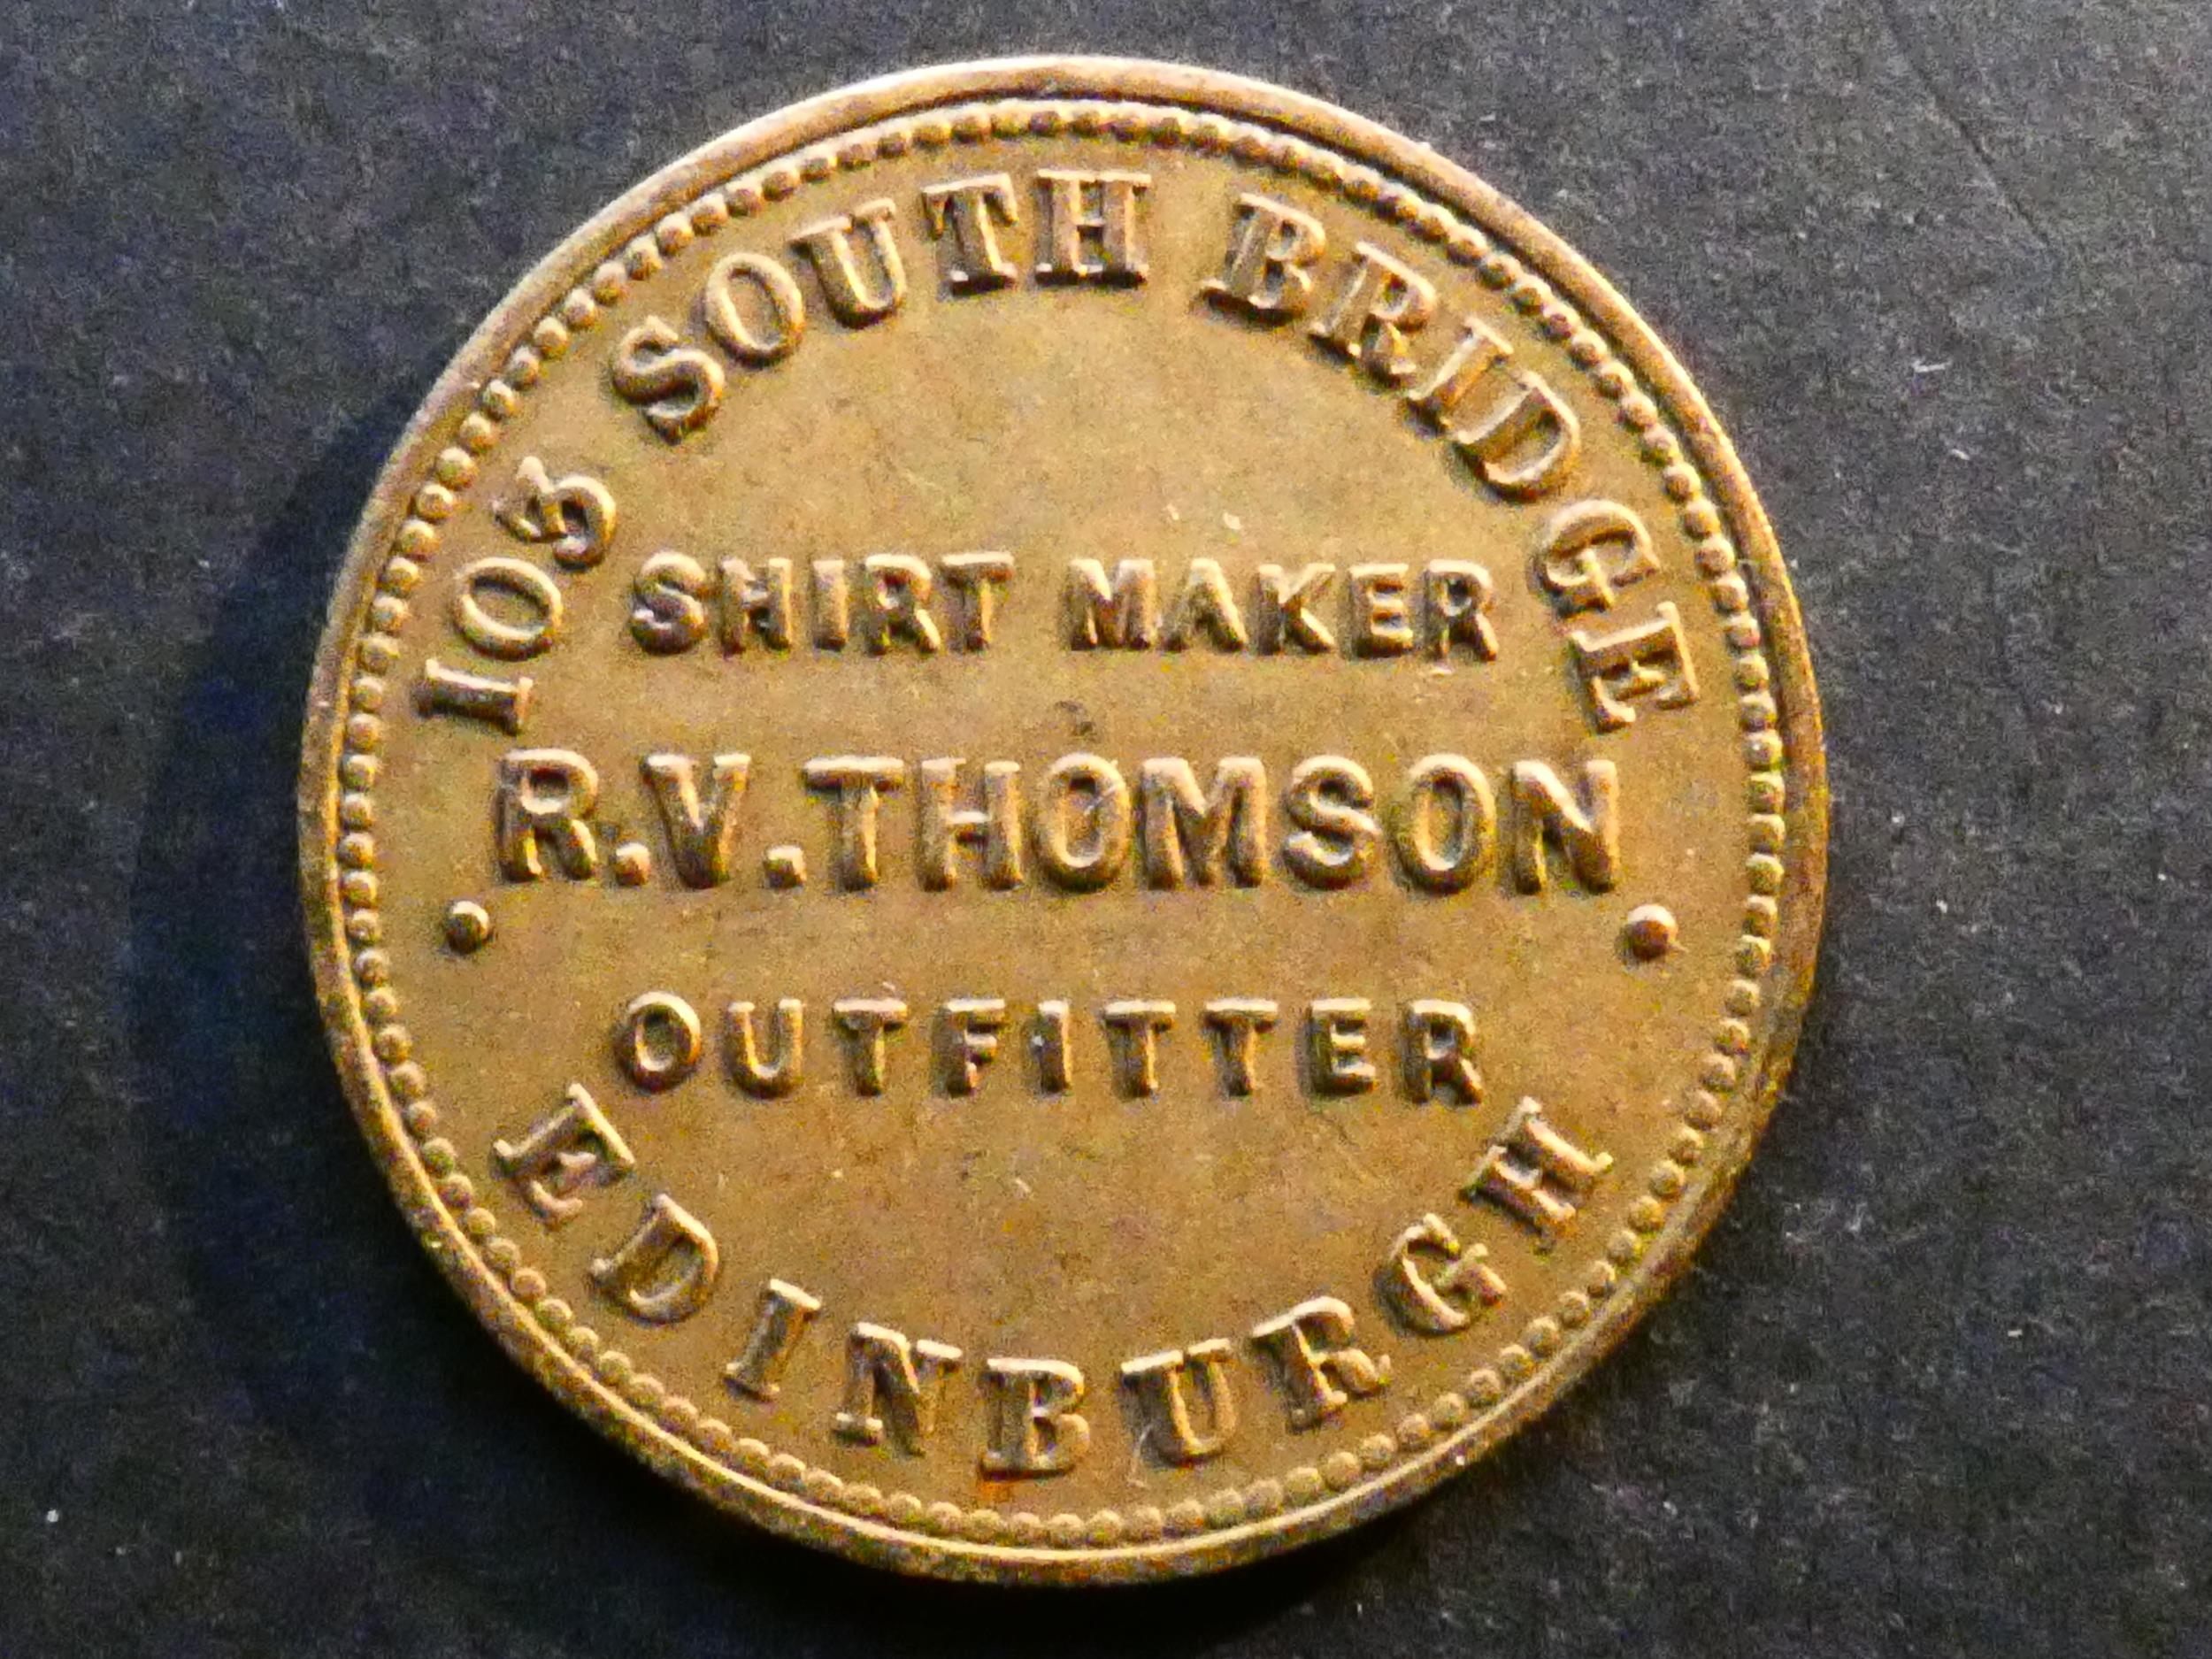 103 SOUTH BRIDGE
SHIRT MAKER
R.V. THOMSON
OUTFITTER
EDINBURGH